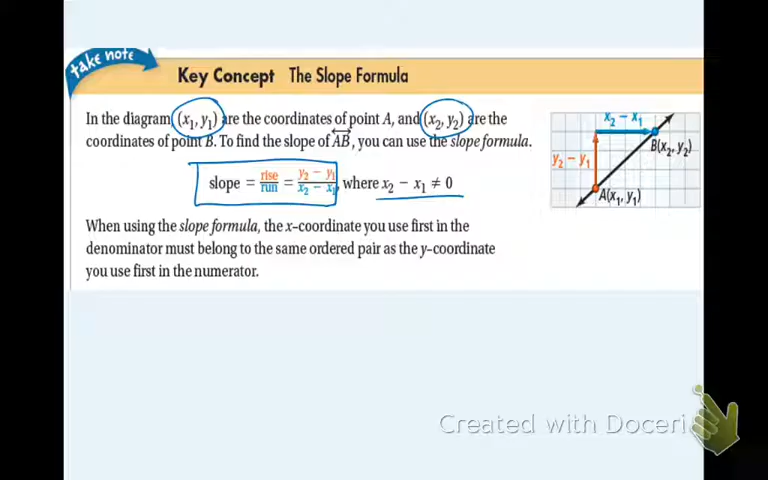 take note
Key Concept The Slope Formula
In the diagram, (x₁, y₁) are the coordinates of point A, and (x₂, y₂) are the
coordinates of point B. To find the slope of AB, you can use the slope formula.
slope = rise/run = y₂ − y₁/x₂ − x₁, where x₂ − x₁ ≠ 0
When using the slope formula, the x-coordinate you use first in the
denominator must belong to the same ordered pair as the y-coordinate
you use first in the numerator.
x₂ − x₁
B(x₂, y₂)
y₂ − y₁
A(x₁, y₁)
Created with Doceri